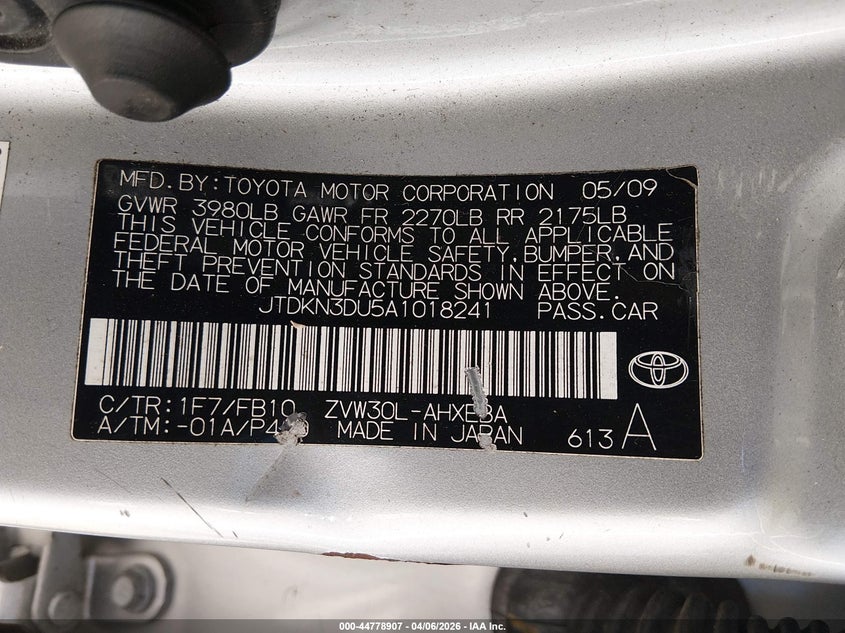 MFD. BY: TOYOTA MOTOR CORPORATION 05/09
GVWR 3980LB GAWR FR 2270LB RR 2175LB
THIS VEHICLE CONFORMS TO ALL APPLICABLE
FEDERAL MOTOR VEHICLE SAFETY, BUMPER, AND
THEFT PREVENTION STANDARDS IN EFFECT ON
THE DATE OF MANUFACTURE SHOWN ABOVE.
JTDKN3DU5A1018241 PASS. CAR
C/TR: 1F7/FB10 ZVW30L-AHXEBA
A/TM: -01A/P410 MADE IN JAPAN 613 A
000-44778907 - 04/06/2026 - IAA Inc.